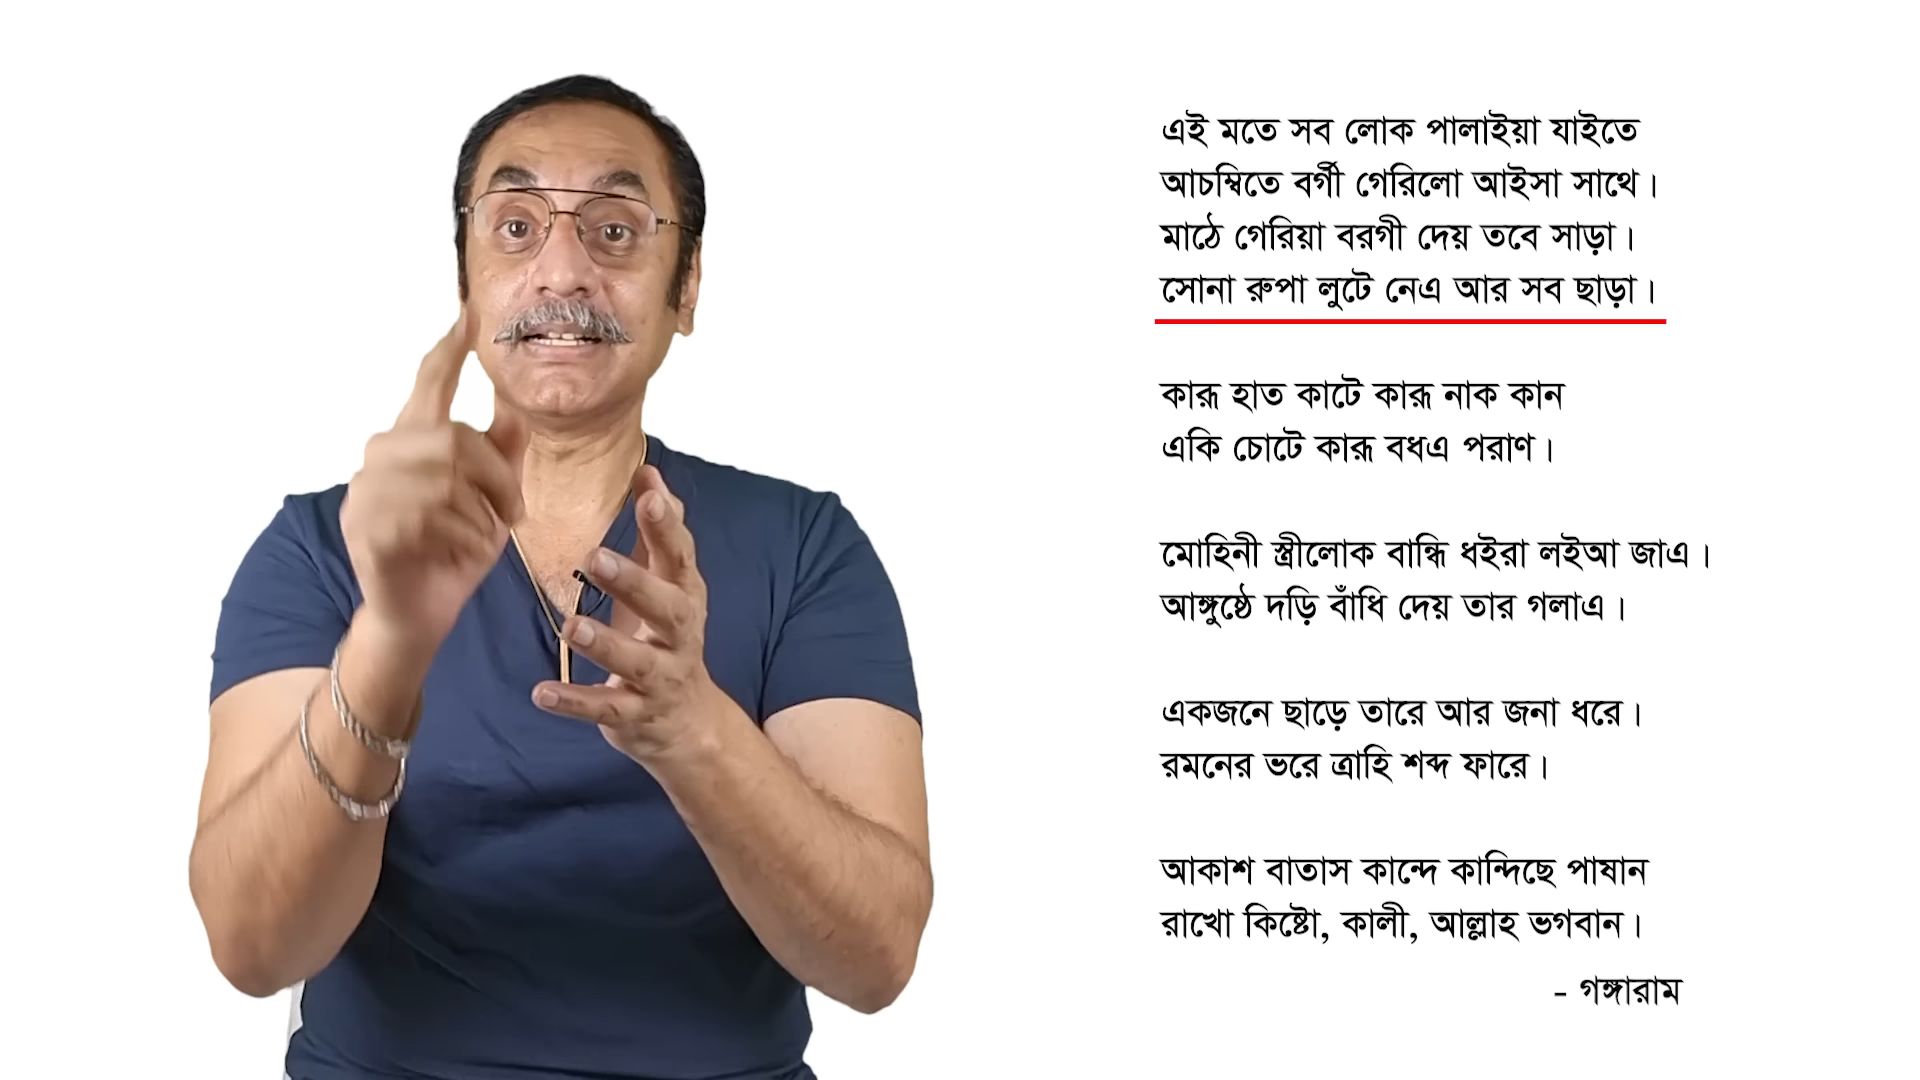 এই মতে সব লোক পালাইয়া যাইতে
আচম্বিতে বর্গী গেরিলো আইসা সাথে।
মাঠে গেরিয়া বরগী দেয় তবে সাড়া।
সোনা রুপা লুটে নেএ আর সব ছাড়া।
কারূ হাত কাটে কারূ নাক কান
একি চোটে কারূ বধএ পরাণ।
মোহিনী স্ত্রীলোক বান্ধি ধইরা লইআ জাএ।
আঙ্গুষ্ঠে দড়ি বাঁধি দেয় তার গলাএ।
একজনে ছাড়ে তারে আর জনা ধরে।
রমনের ভরে ত্রাহি শব্দ ফারে।
আকাশ বাতাস কান্দে কান্দিছে পাষান
রাখো কিষ্টো, কালী, আল্লাহ ভগবান।
- গঙ্গারাম